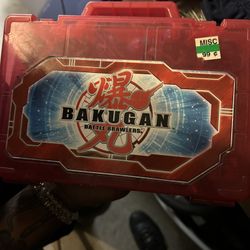 MISC
99 ¢
爆
BAKUGAN
BATTLE BRAWLERS
丸